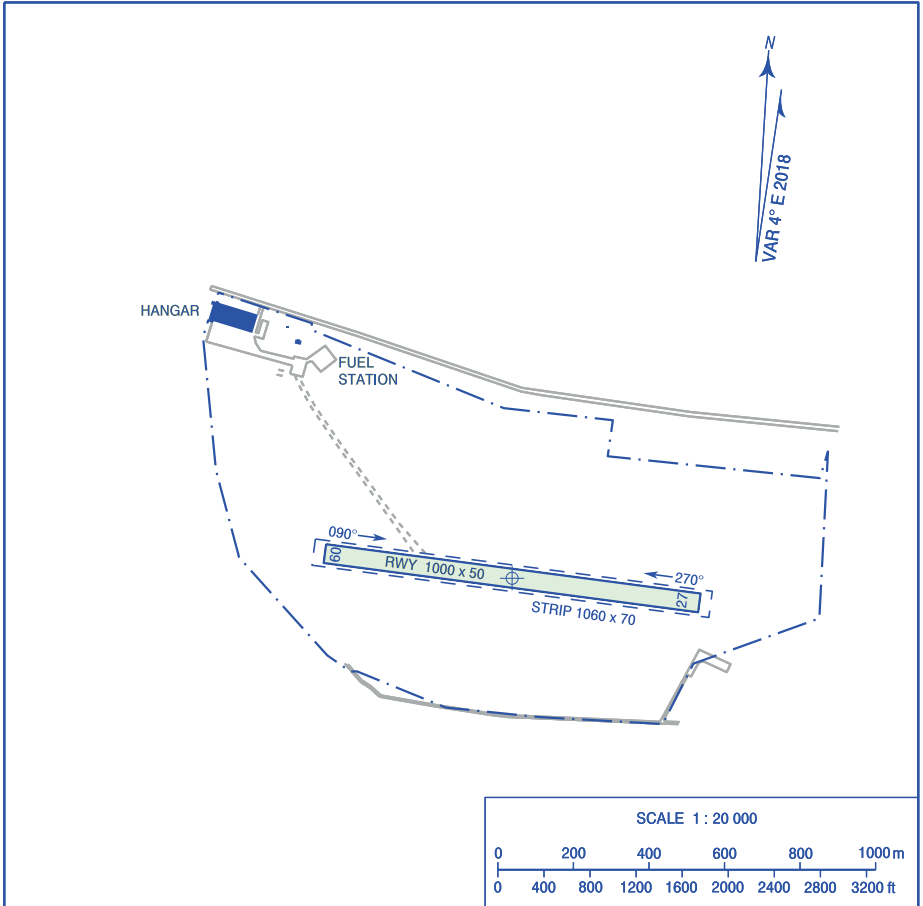 N
VAR 4° E 2018
HANGAR
FUEL
STATION
090°
09
RWY 1000 x 50
270°
27
STRIP 1060 x 70
SCALE 1 : 20 000
0 200 400 600 800 1000 m
0 400 800 1200 1600 2000 2400 2800 3200 ft